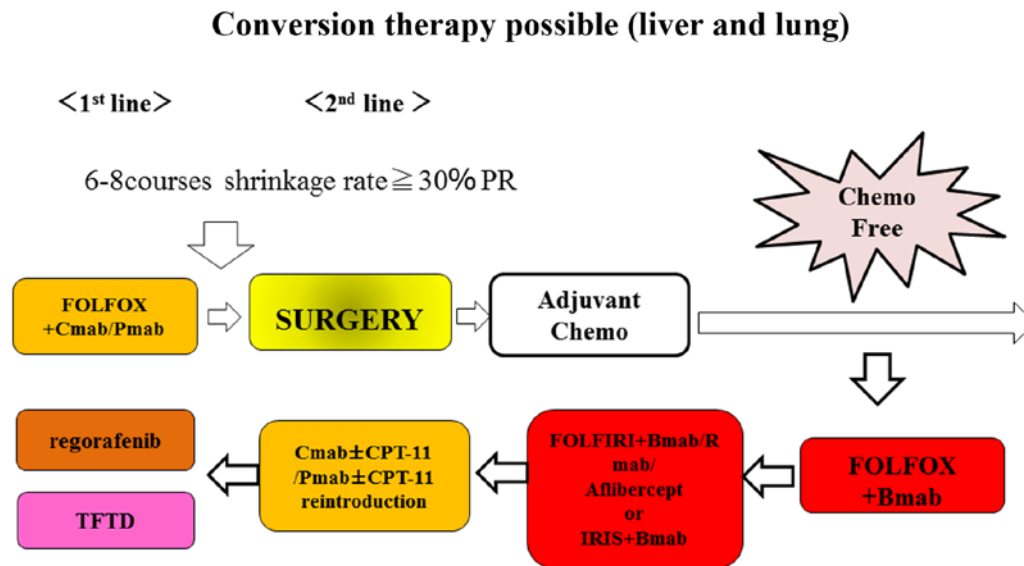 Conversion therapy possible (liver and lung)
<1st line>
<2nd line >
6-8courses shrinkage rate≧30% PR
Chemo
Free
FOLFOX
+Cmab/Pmab
SURGERY
Adjuvant
Chemo
regorafenib
TFTD
Cmab±CPT-11
/Pmab±CPT-11
reintroduction
FOLFIRI+Bmab/R
mab/
Aflibercept
or
IRIS+Bmab
FOLFOX
+Bmab